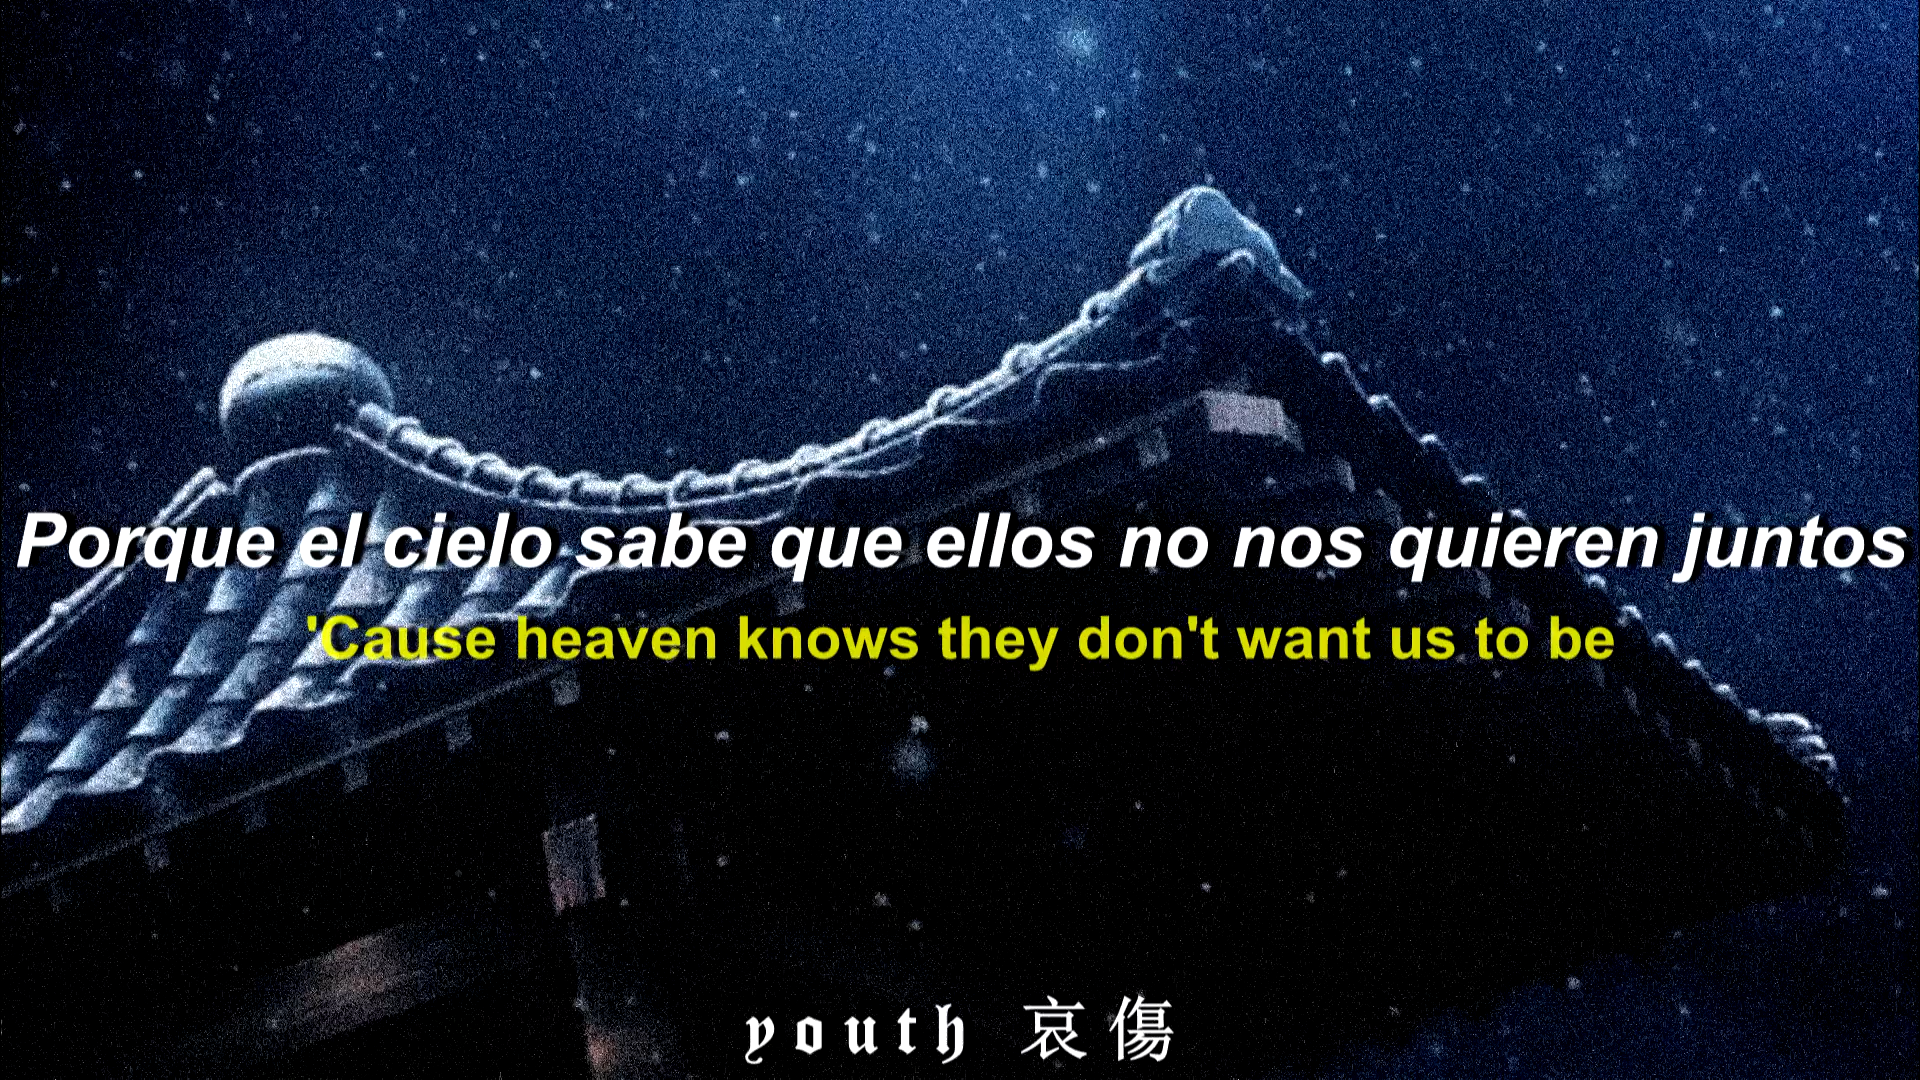 Porque el cielo sabe que ellos no nos quieren juntos
'Cause heaven knows they don't want us to be
youth 哀傷